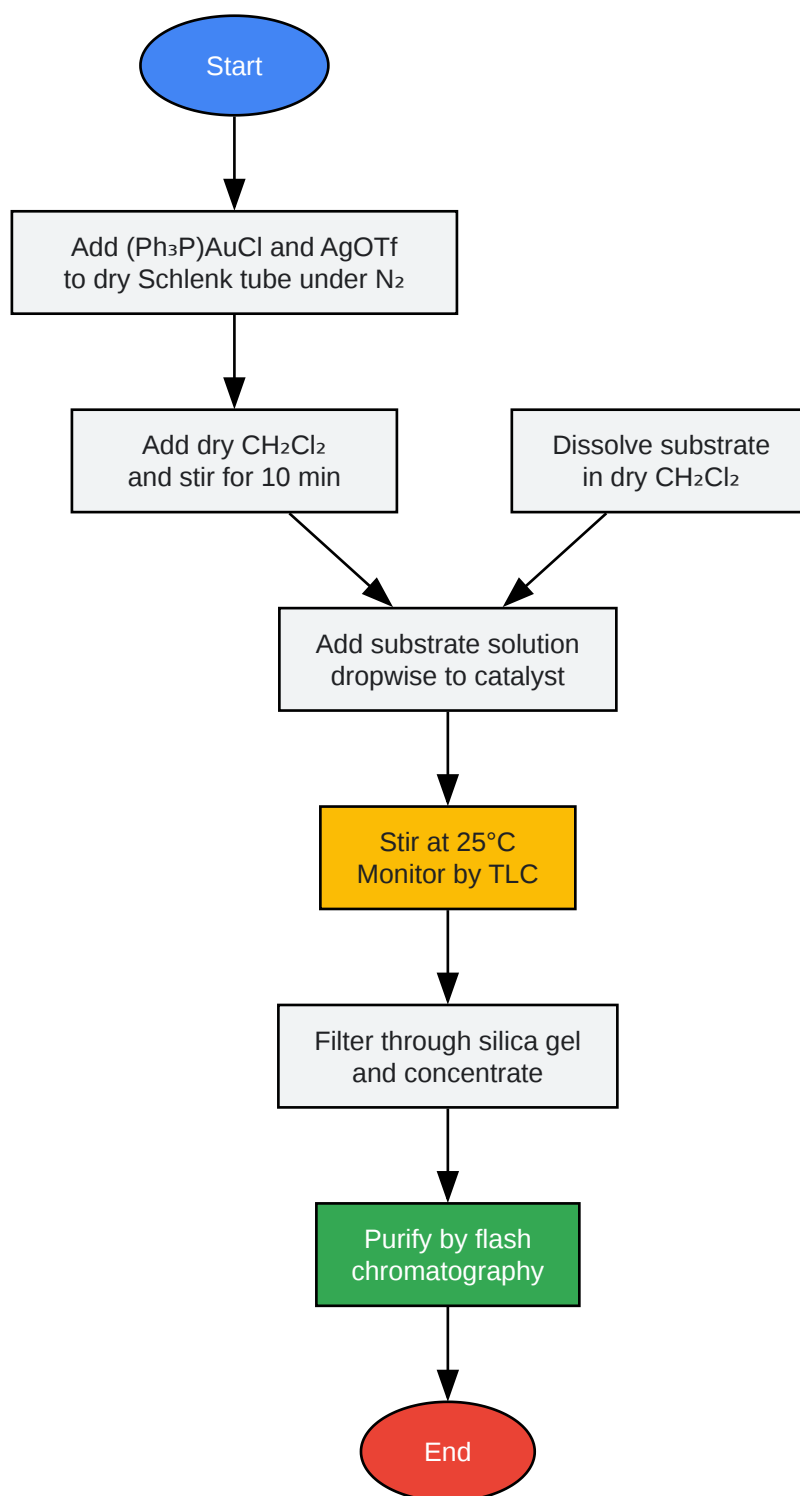 Start
Add (Ph₃P)AuCl and AgOTf
to dry Schlenk tube under N₂
Add dry CH₂Cl₂
and stir for 10 min
Dissolve substrate
in dry CH₂Cl₂
Add substrate solution
dropwise to catalyst
Stir at 25°C
Monitor by TLC
Filter through silica gel
and concentrate
Purify by flash
chromatography
End